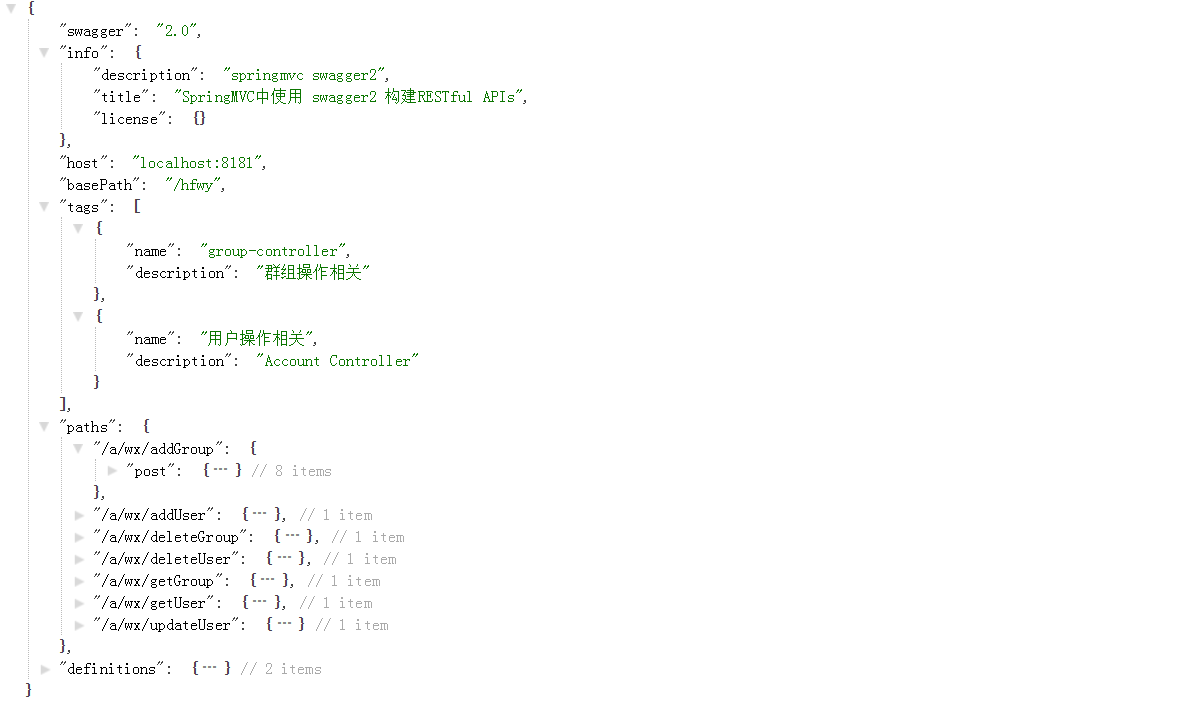 {
"swagger": "2.0",
"info": {
"description": "springmvc swagger2",
"title": "SpringMVC中使用 swagger2 构建RESTful APIs",
"license": {}
},
"host": "localhost:8181",
"basePath": "/hfwy",
"tags": [
{
"name": "group-controller",
"description": "群组操作相关"
},
{
"name": "用户操作相关",
"description": "Account Controller"
}
],
"paths": {
"/a/wx/addGroup": {
"post": {...} // 8 items
},
"/a/wx/addUser": {...}, // 1 item
"/a/wx/deleteGroup": {...}, // 1 item
"/a/wx/deleteUser": {...}, // 1 item
"/a/wx/getGroup": {...}, // 1 item
"/a/wx/getUser": {...}, // 1 item
"/a/wx/updateUser": {...} // 1 item
},
"definitions": {...} // 2 items
}